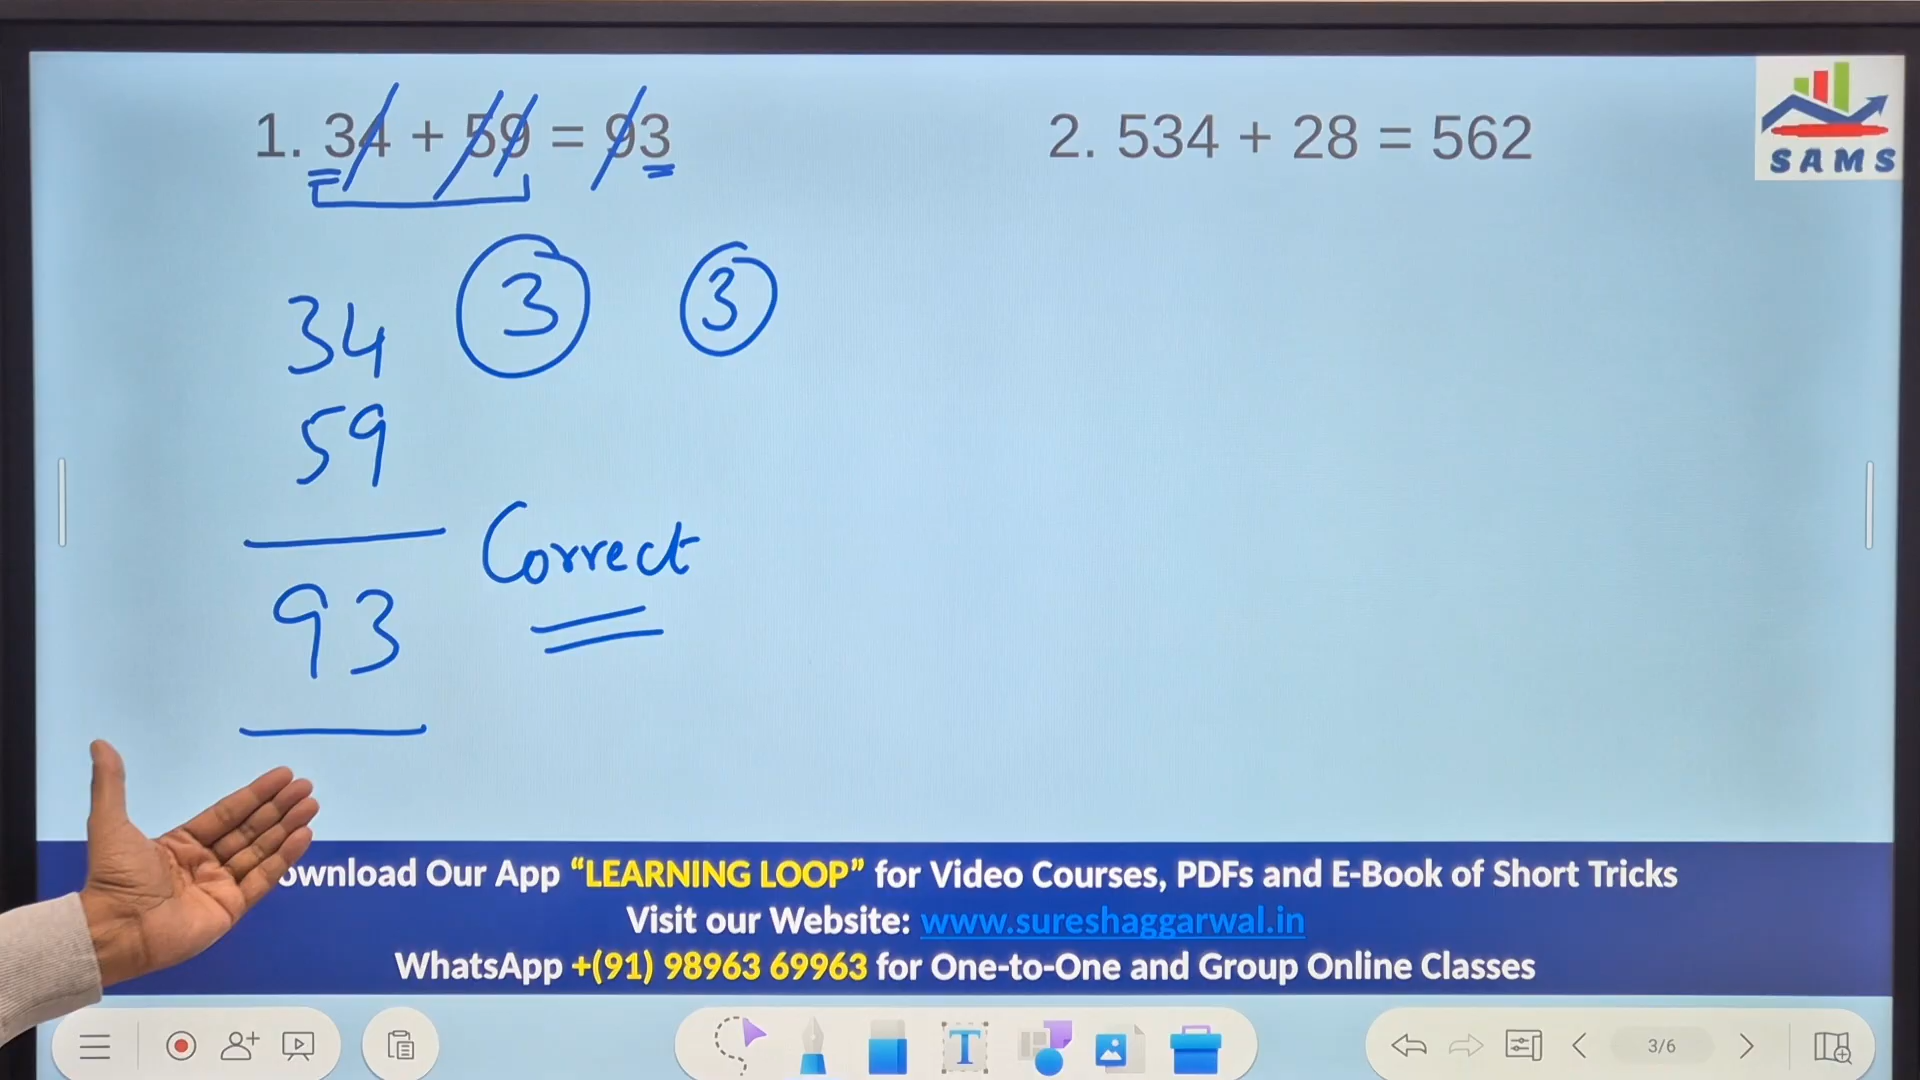 1. 34 + 59 = 93
2. 534 + 28 = 562
SAMS
3
3
34
59
Correct
93
ownload Our App “LEARNING LOOP” for Video Courses, PDFs and E-Book of Short Tricks
Visit our Website: www.sureshaggarwal.in
WhatsApp +(91) 98963 69963 for One-to-One and Group Online Classes
T
3/6